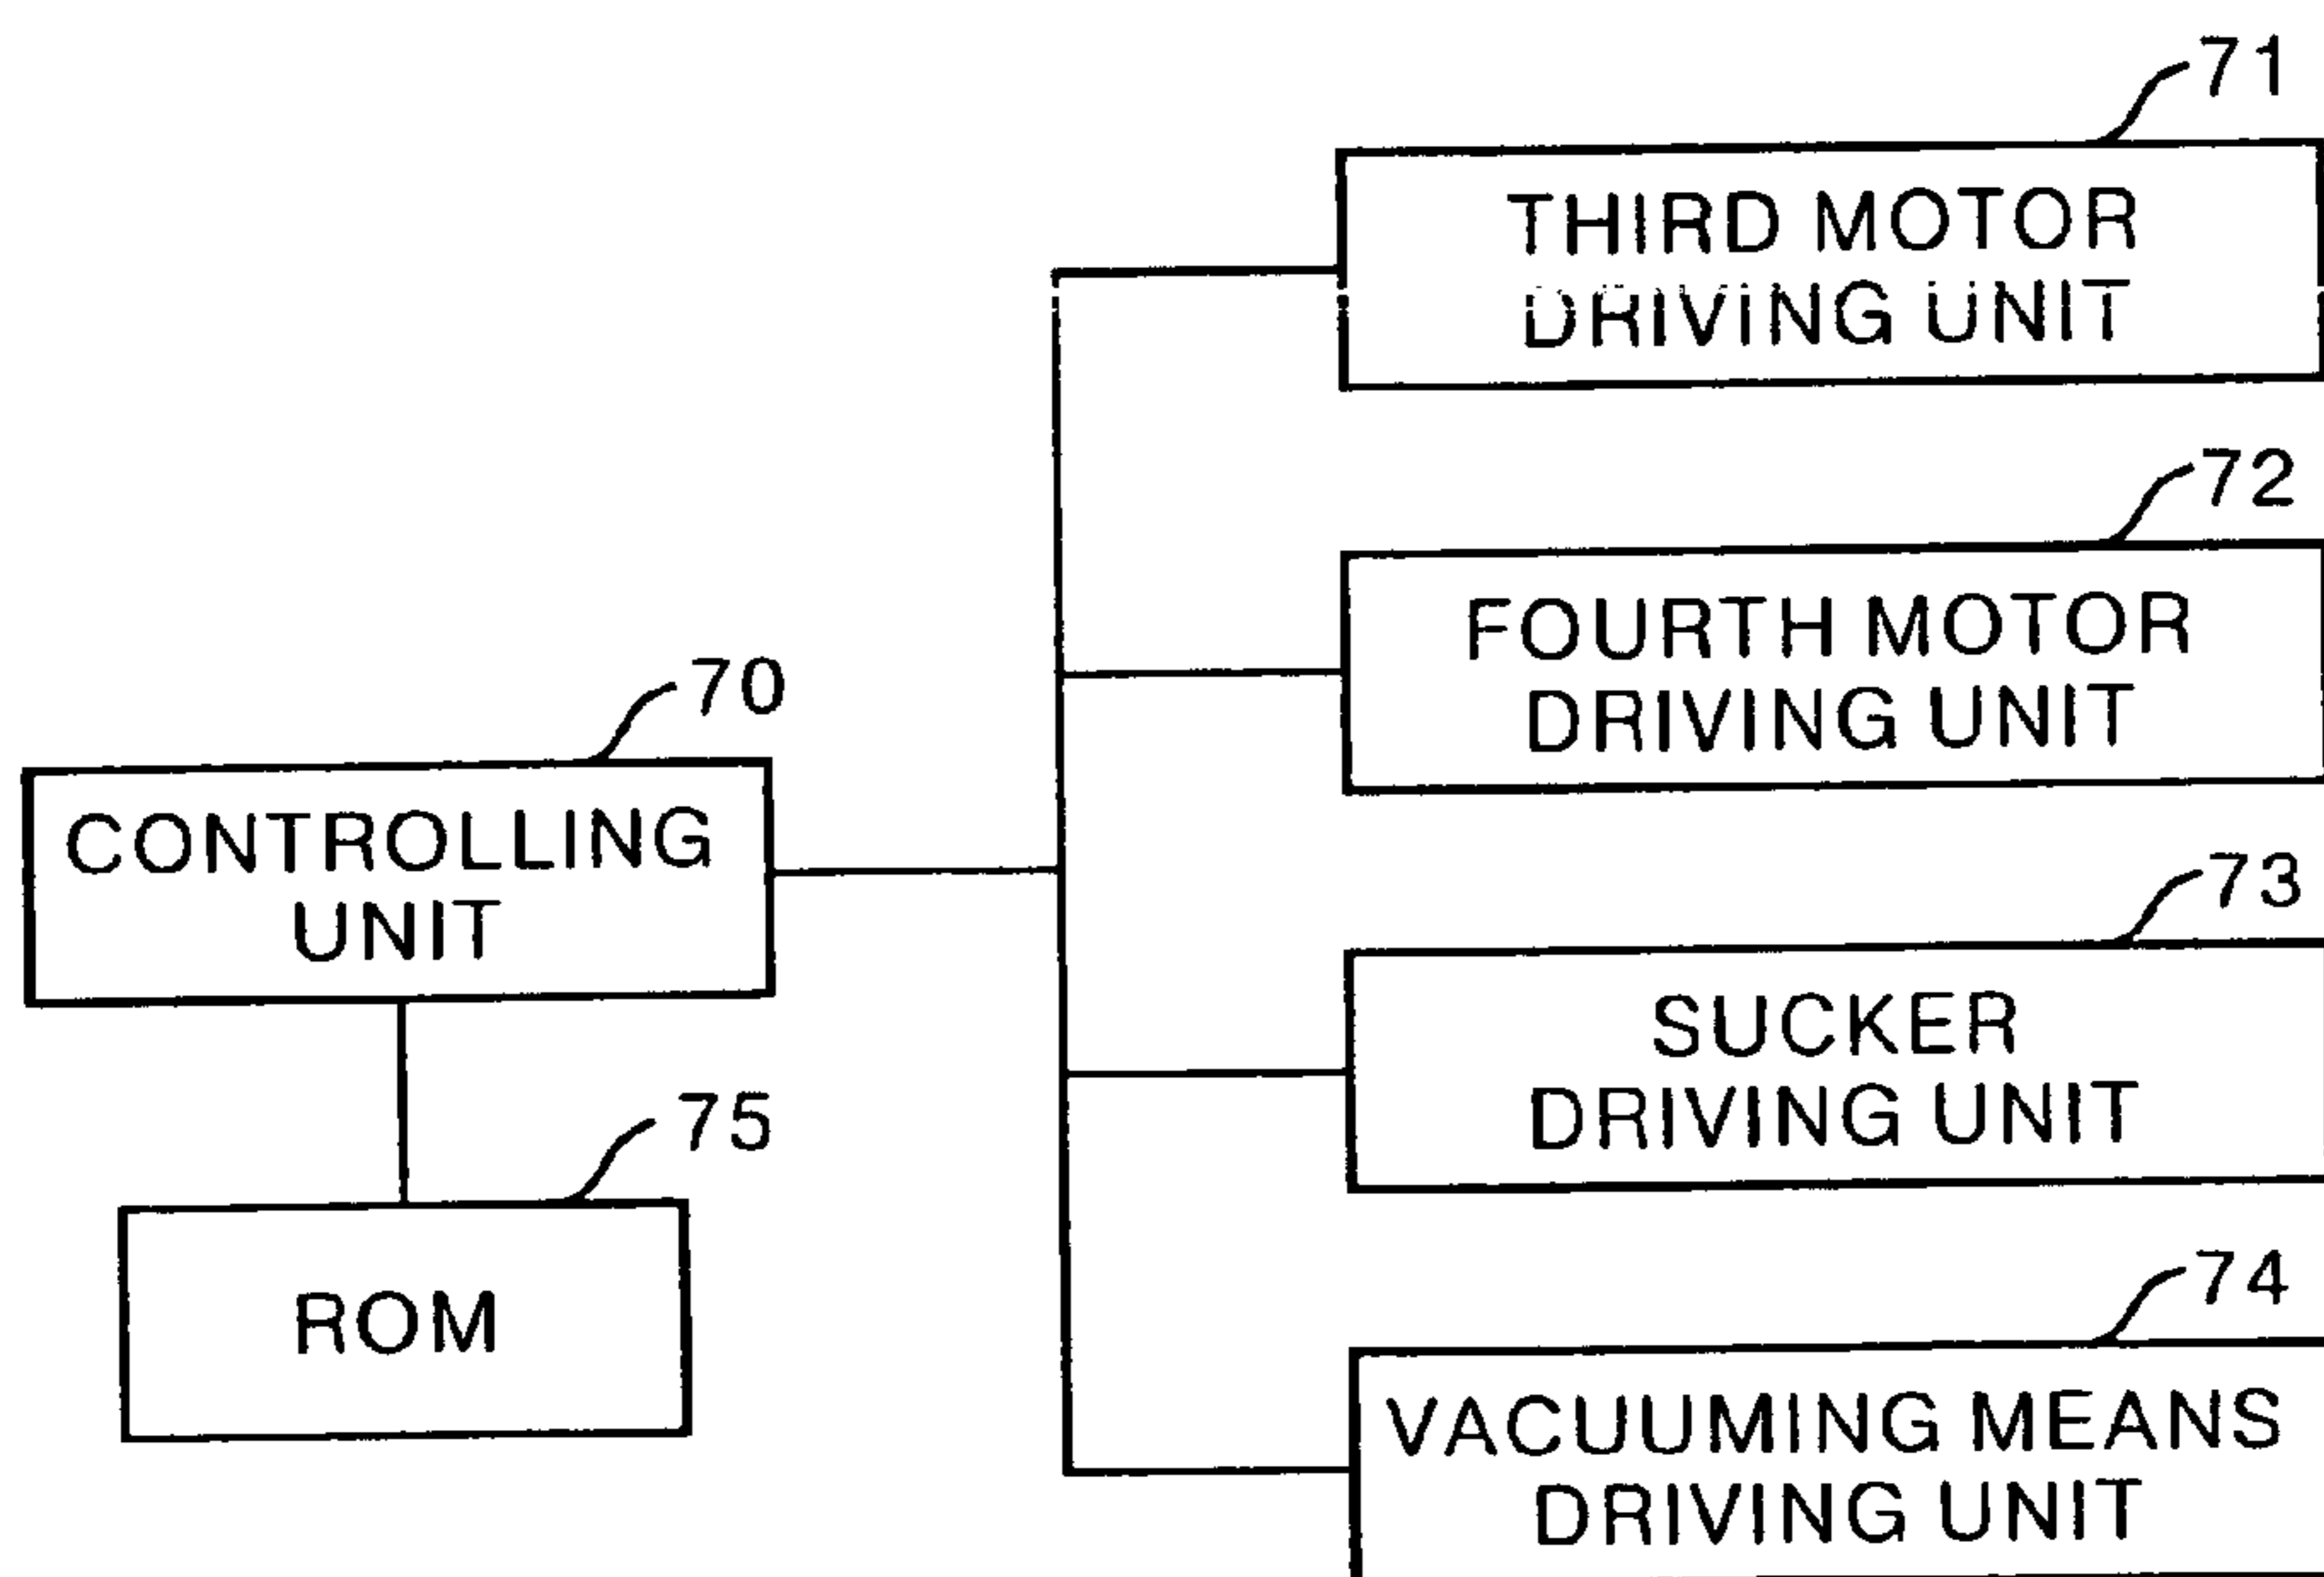 71
THIRD MOTOR
DRIVING UNIT
72
FOURTH MOTOR
DRIVING UNIT
70
CONTROLLING
UNIT
73
SUCKER
DRIVING UNIT
75
ROM
74
VACUUMING MEANS
DRIVING UNIT